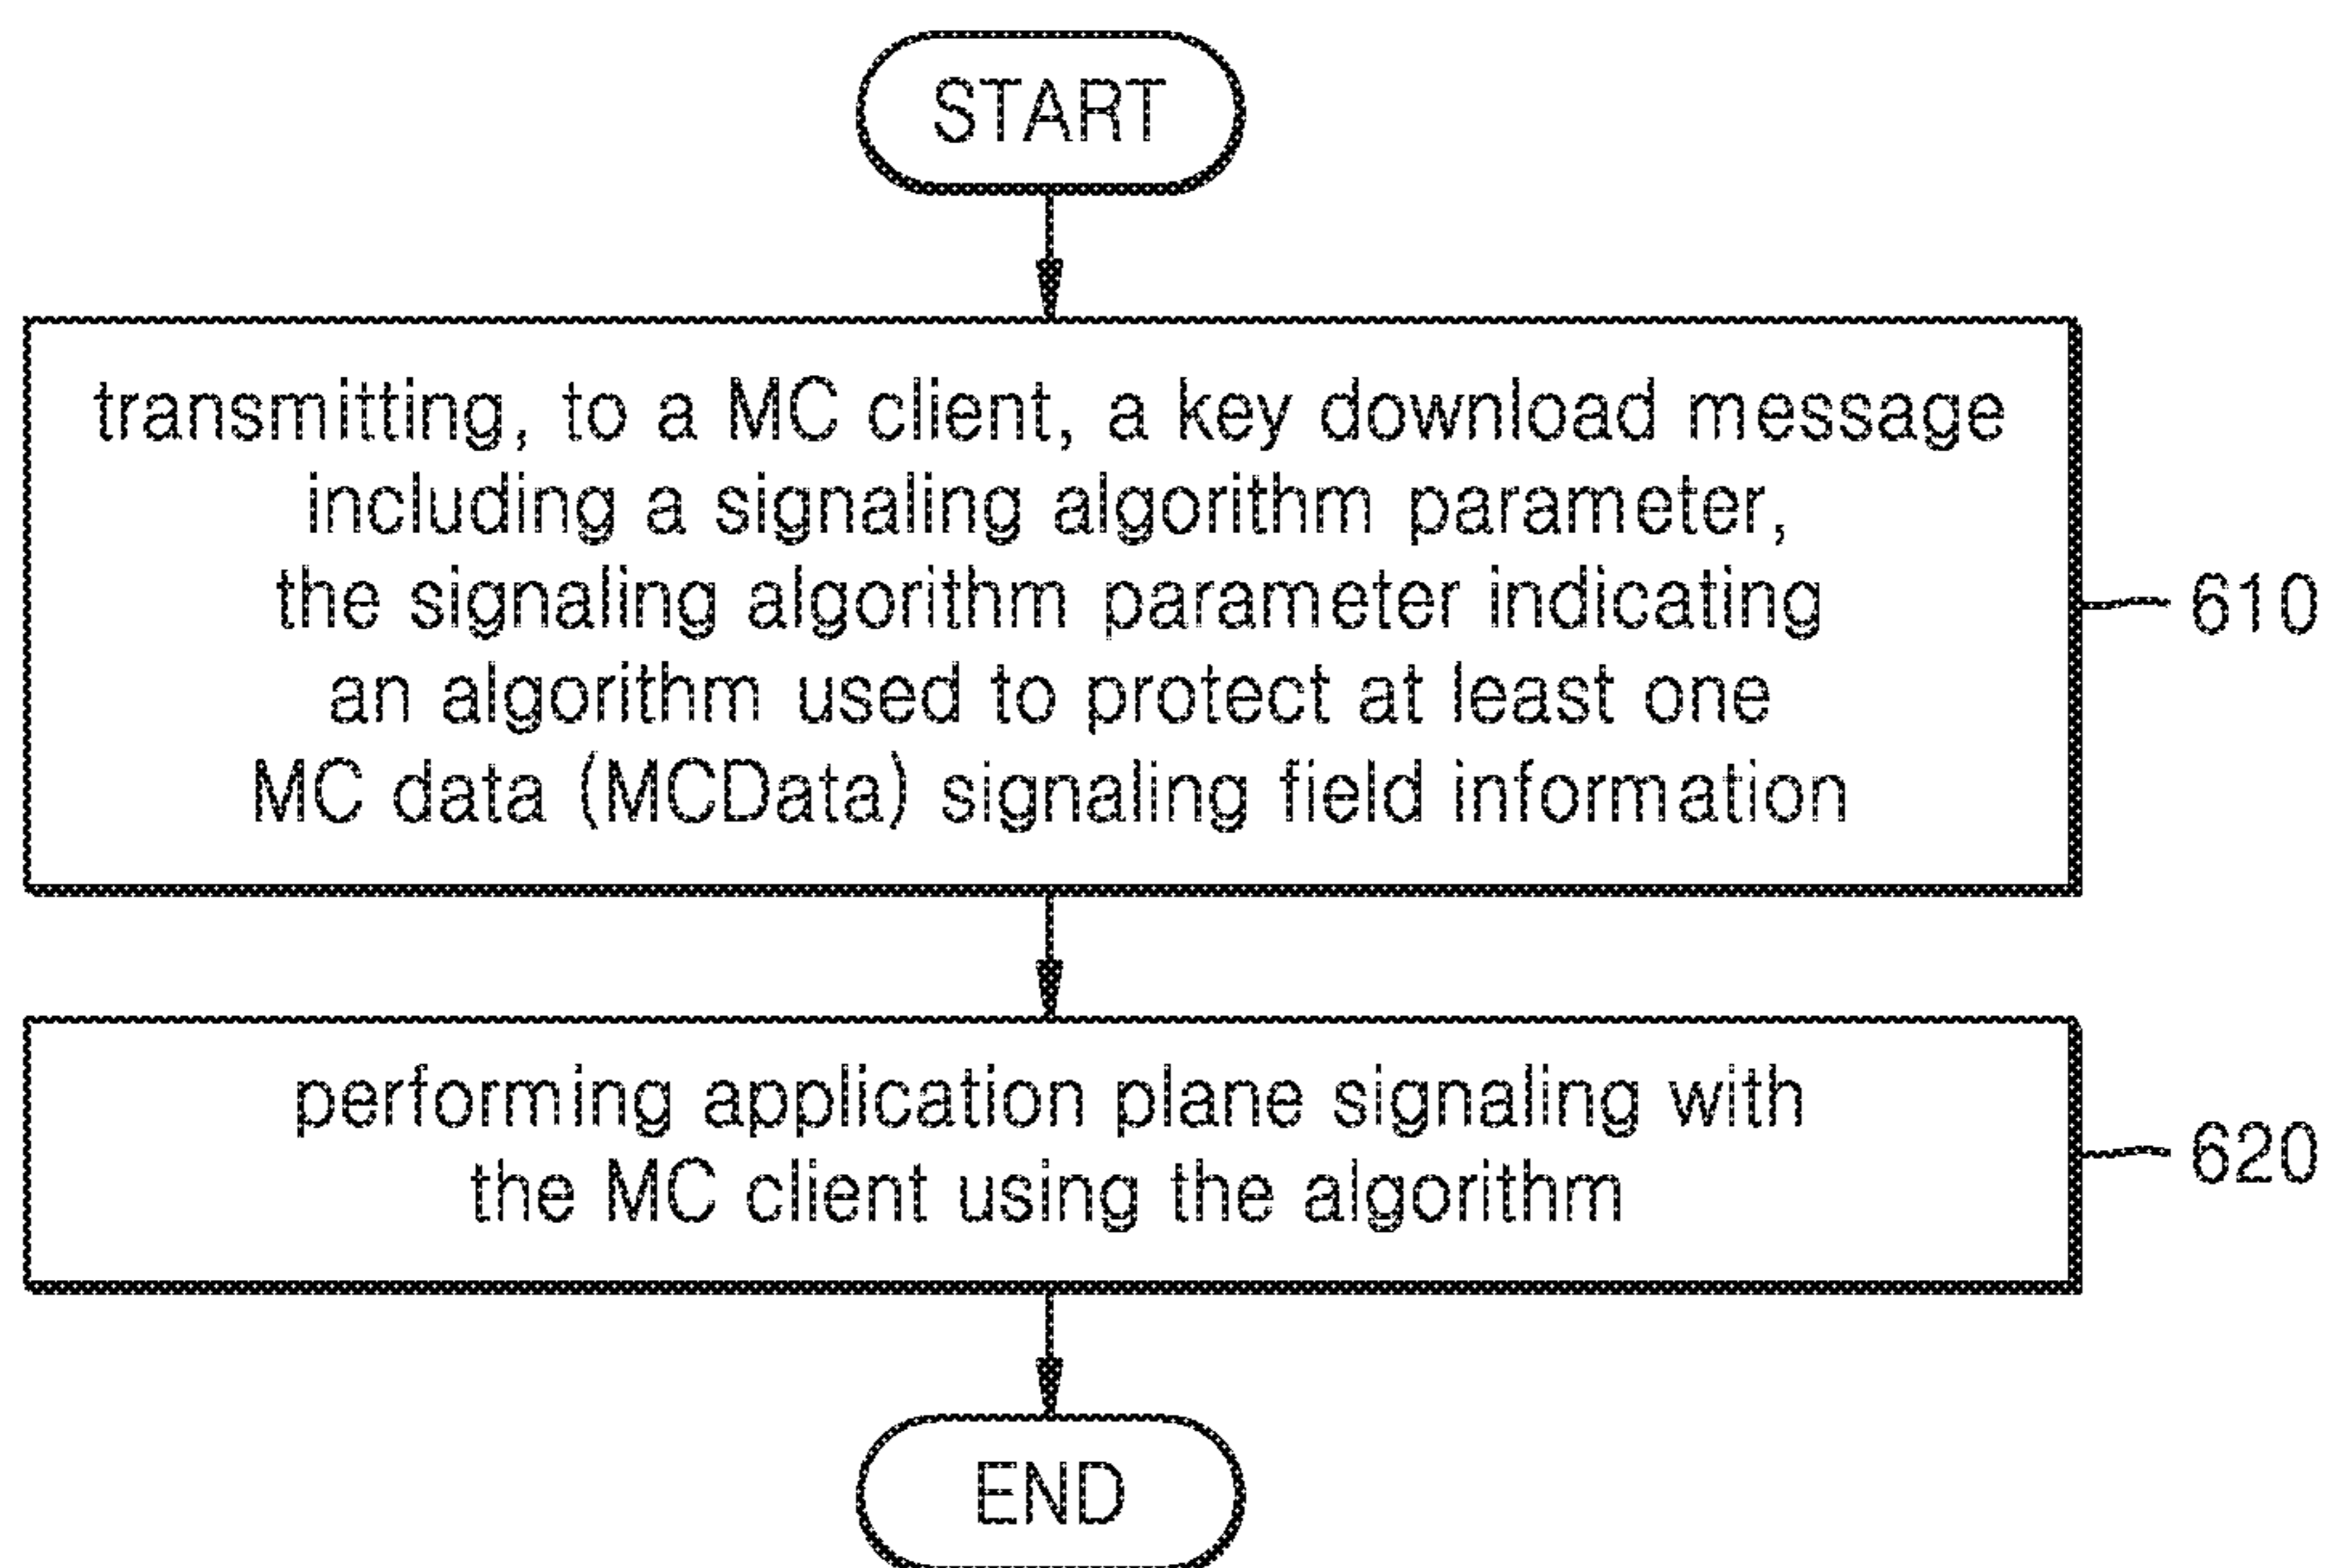 START
transmitting, to a MC client, a key download message
including a signaling algorithm parameter,
the signaling algorithm parameter indicating
an algorithm used to protect at least one
MC data (MCData) signaling field information
610
performing application plane signaling with
the MC client using the algorithm
620
END